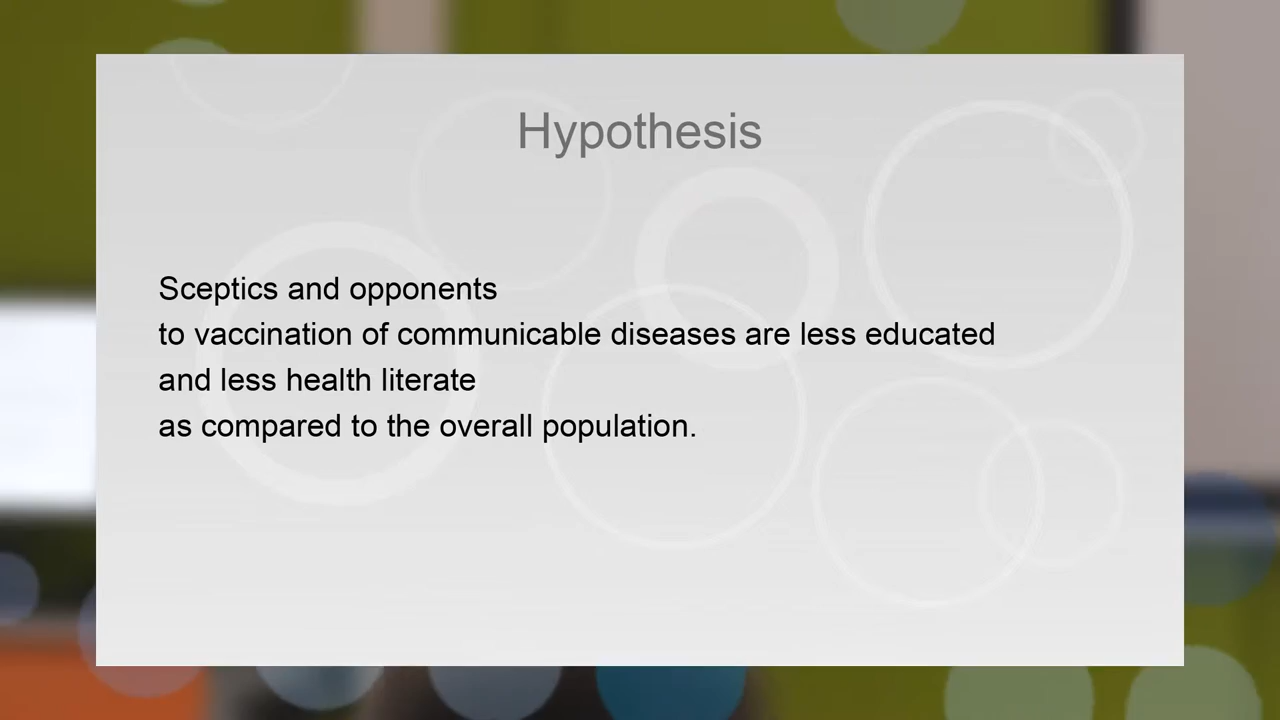 Hypothesis
Sceptics and opponents
to vaccination of communicable diseases are less educated
and less health literate
as compared to the overall population.